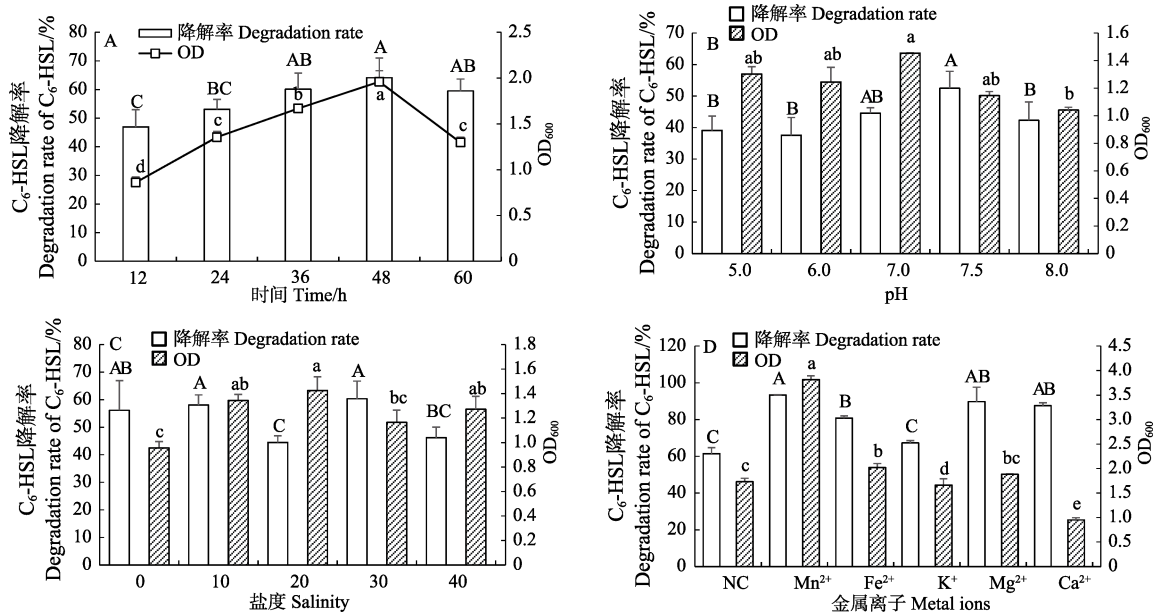 A
降解率 Degradation rate
OD
C₆-HSL降解率
Degradation rate of C₆-HSL/%
80
70
60
50
40
30
20
10
0
2.5
2.0
1.5
1.0
0.5
0
OD₆₀₀
C
BC
AB
A
AB
d
c
b
a
c
12 24 36 48 60
时间 Time/h
B
降解率 Degradation rate
OD
C₆-HSL降解率
Degradation rate of C₆-HSL/%
70
60
50
40
30
20
10
0
1.6
1.4
1.2
1.0
0.8
0.6
0.4
0.2
0
OD₆₀₀
B ab B ab AB a A ab B b
5.0 6.0 7.0 7.5 8.0
pH
C
降解率 Degradation rate
OD
C₆-HSL降解率
Degradation rate of C₆-HSL/%
80
70
60
50
40
30
20
10
0
1.8
1.6
1.4
1.2
1.0
0.8
0.6
0.4
0.2
0
OD₆₀₀
AB c A ab C a A bc BC ab
0 10 20 30 40
盐度 Salinity
D
降解率 Degradation rate
OD
C₆-HSL降解率
Degradation rate of C₆-HSL/%
120
100
80
60
40
20
0
4.5
4.0
3.5
3.0
2.5
2.0
1.5
1.0
0.5
0
OD₆₀₀
C c A a B b C d AB bc AB e
NC Mn²⁺ Fe²⁺ K⁺ Mg²⁺ Ca²⁺
金属离子 Metal ions